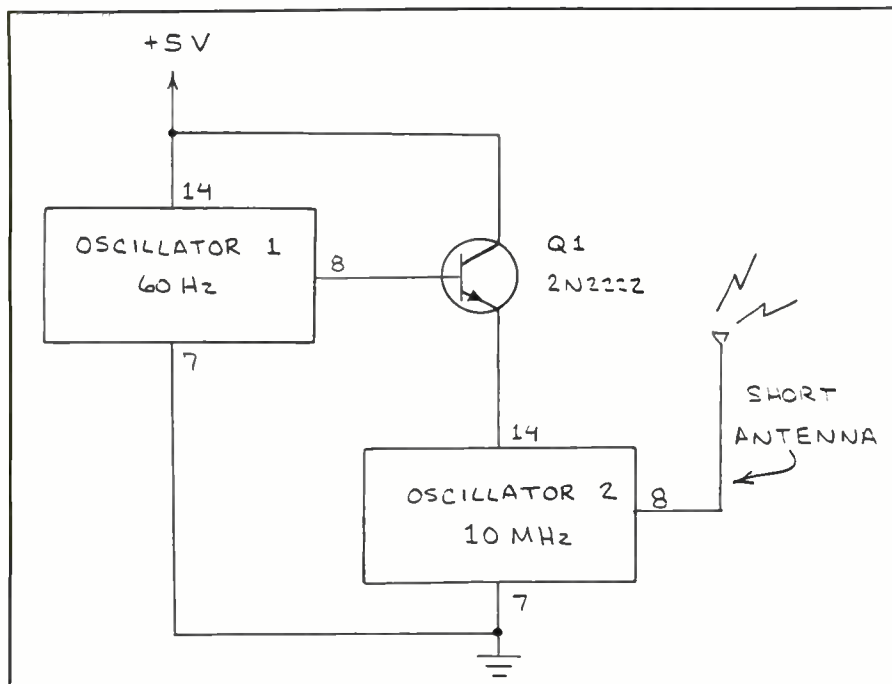 +5V
14
OSCILLATOR 1
60 Hz
8
7
Q1
2N2222
14
OSCILLATOR 2
10 MHz
8
7
SHORT
ANTENNA